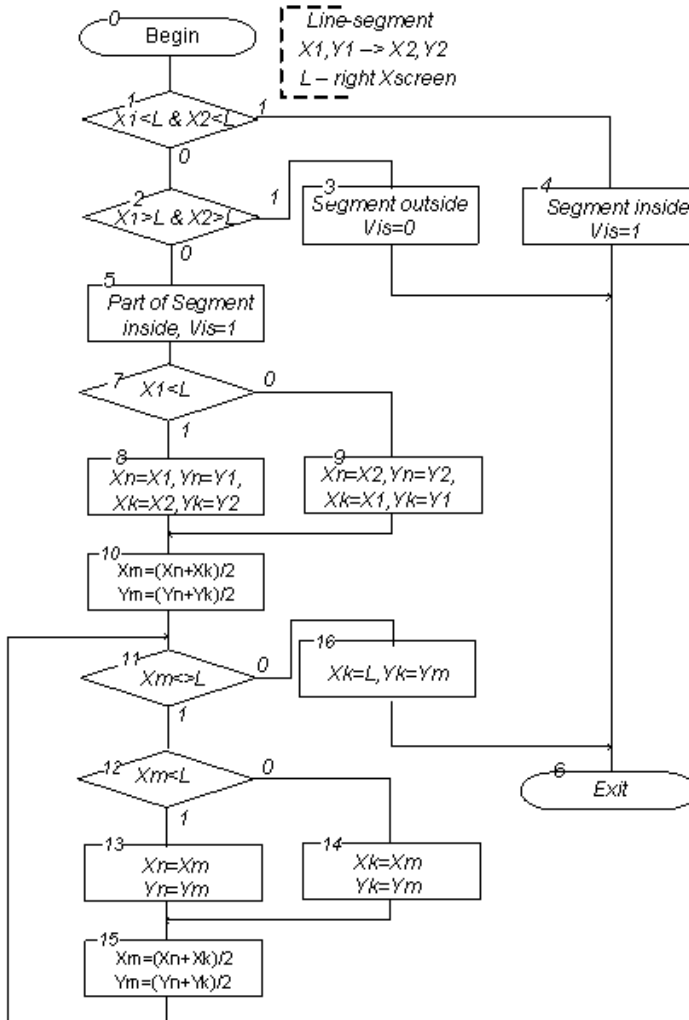 0
Begin
Line-segment
X1,Y1 -> X2,Y2
L – right Xscreen
1
X1<L & X2<L
1
0
2
X1>L & X2>L
1
0
3
Segment outside
Vis=0
4
Segment inside
Vis=1
5
Part of Segment
inside, Vis=1
7
X1<L
0
1
8
Xn=X1,Yn=Y1,
Xk=X2,Yk=Y2
9
Xn=X2,Yn=Y2,
Xk=X1,Yk=Y1
10
Xm=(Xn+Xk)/2
Ym=(Yn+Yk)/2
11
Xm<>L
0
1
16
Xk=L,Yk=Ym
12
Xm<L
0
1
6
Exit
13
Xn=Xm
Yn=Ym
14
Xk=Xm
Yk=Ym
15
Xm=(Xn+Xk)/2
Ym=(Yn+Yk)/2